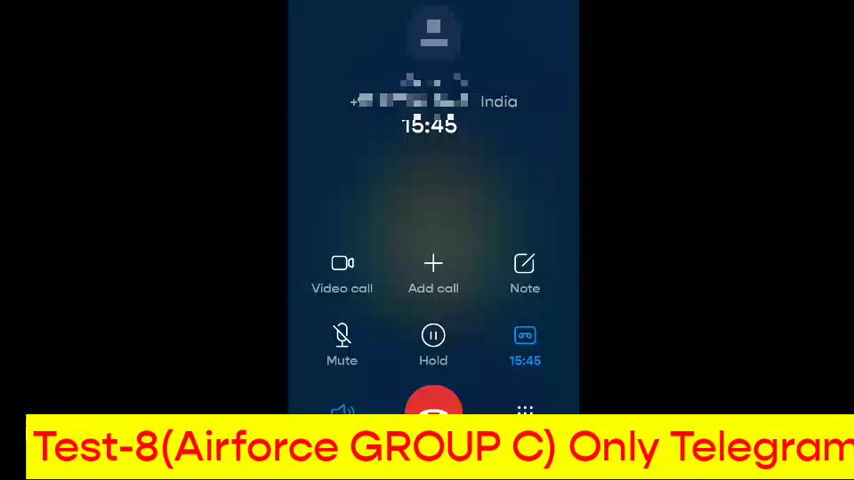 India
15:45
Video call
Add call
Note
Mute
Hold
15:45
Test-8(Airforce GROUP C) Only Telegram